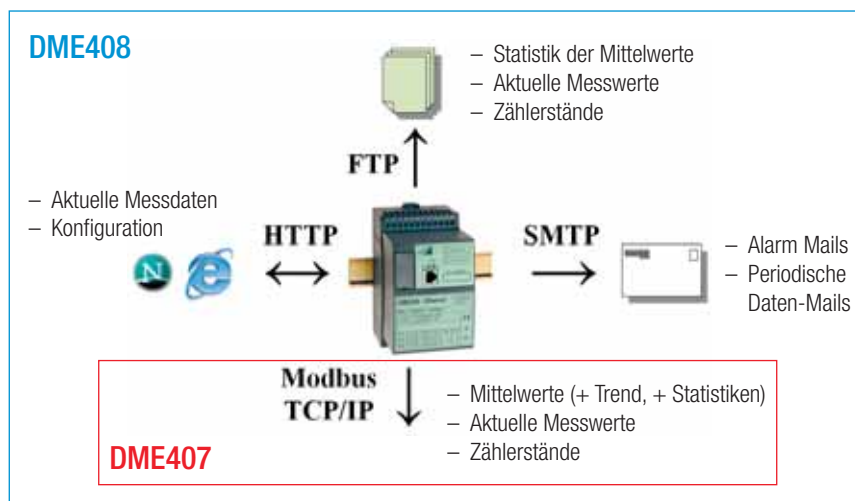 DME408
– Statistik der Mittelwerte
– Aktuelle Messwerte
– Zählerstände
FTP
– Aktuelle Messdaten
– Konfiguration
HTTP
SMTP
– Alarm Mails
– Periodische
Daten-Mails
N
e
Modbus
TCP/IP
– Mittelwerte (+ Trend, + Statistiken)
– Aktuelle Messwerte
– Zählerstände
DME407